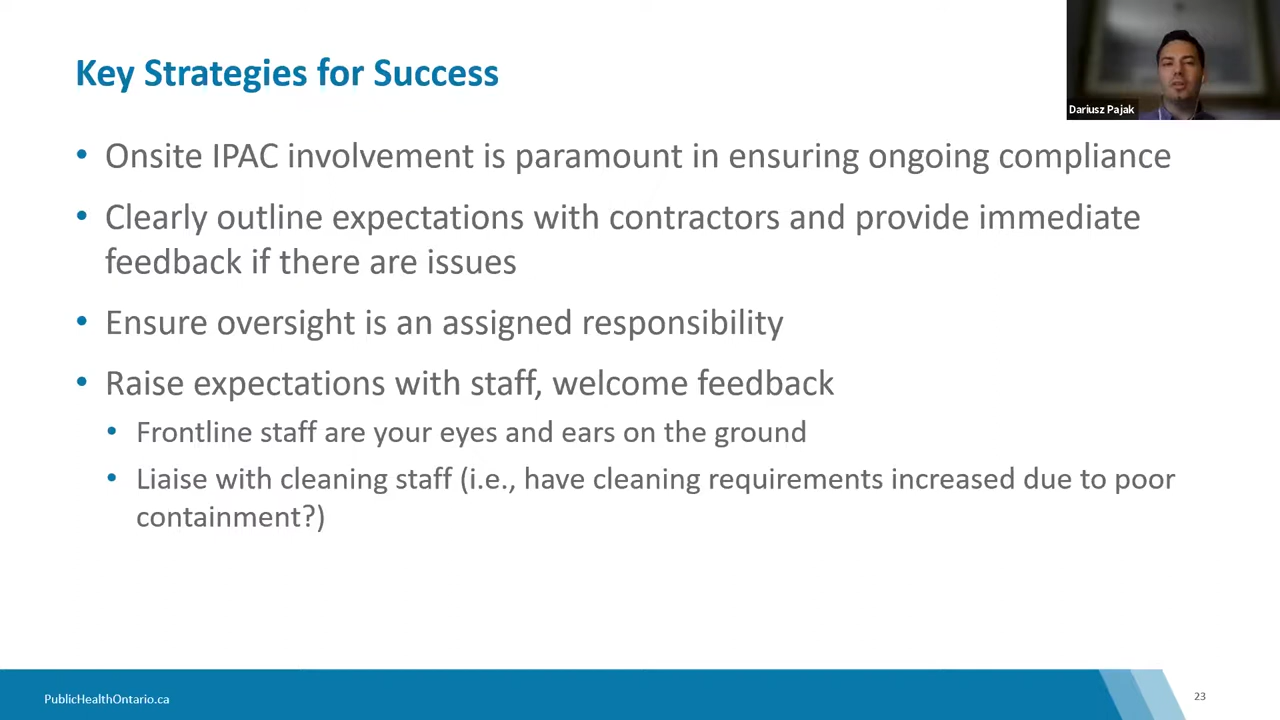 Key Strategies for Success
Dariusz Pajak
• Onsite IPAC involvement is paramount in ensuring ongoing compliance
• Clearly outline expectations with contractors and provide immediate
feedback if there are issues
• Ensure oversight is an assigned responsibility
• Raise expectations with staff, welcome feedback
• Frontline staff are your eyes and ears on the ground
• Liaise with cleaning staff (i.e., have cleaning requirements increased due to poor
containment?)
PublicHealthOntario.ca
23